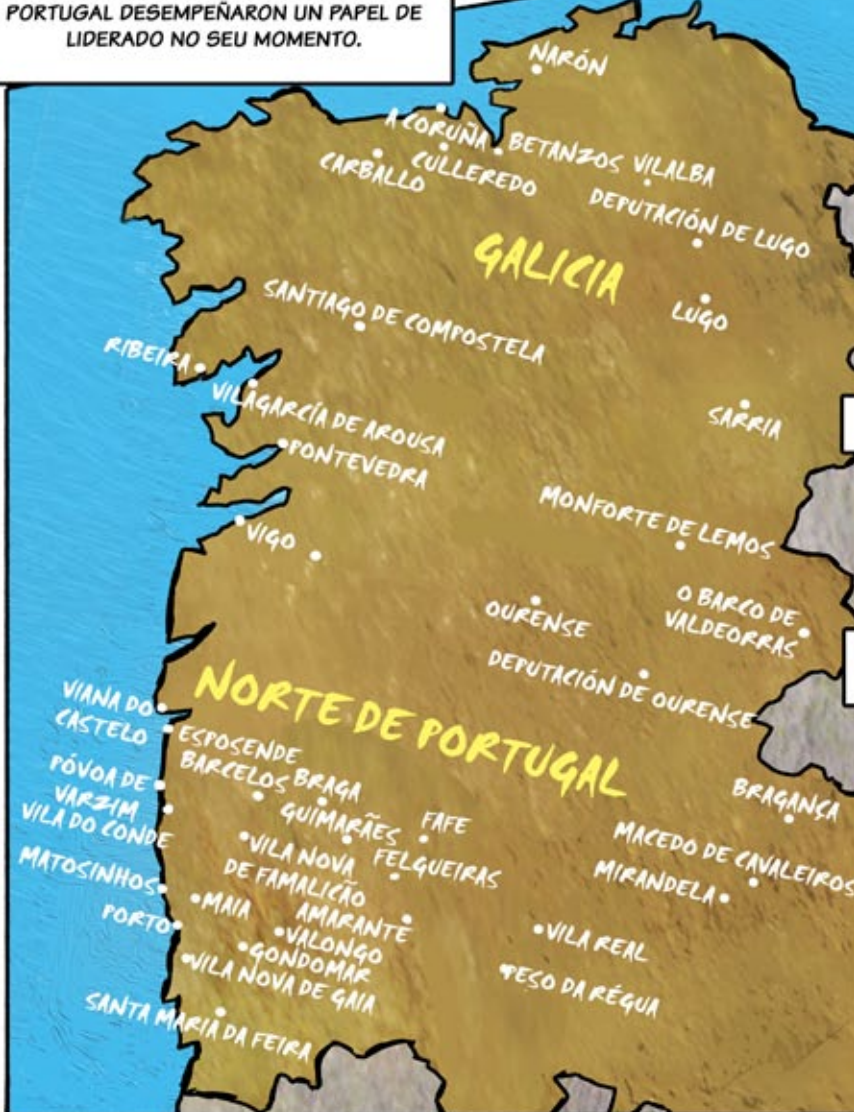 PORTUGAL DESEMPEÑARON UN PAPEL DE
LIDERADO NO SEU MOMENTO.
NARÓN
A CORUÑA
BETANZOS
VILALBA
CARBALLO
CULLEREDO
DEPUTACIÓN DE LUGO
GALICIA
LUGO
SANTIAGO DE COMPOSTELA
RIBEIRA
VILAGARCÍA DE AROUSA
SARRIA
PONTEVEDRA
MONFORTE DE LEMOS
VIGO
O BARCO DE
VALDEORRAS
OURENSE
DEPUTACIÓN DE OURENSE
NORTE DE PORTUGAL
VIANA DO
CASTELO
ESPOSENDE
BARCELOS
BRAGA
PÓVOA DE
VARZIM
VILA DO CONDE
GUIMARÃES
FAFE
BRAGANÇA
MACEDO DE CAVALEIROS
MIRANDELA
VILA NOVA
DE FAMALICÃO
FELGUEIRAS
MATOSINHOS
MAIA
AMARANTE
PORTO
VALONGO
GONDOMAR
VILA NOVA DE GAIA
VILA REAL
PESO DA RÉGUA
SANTA MARIA DA FEIRA